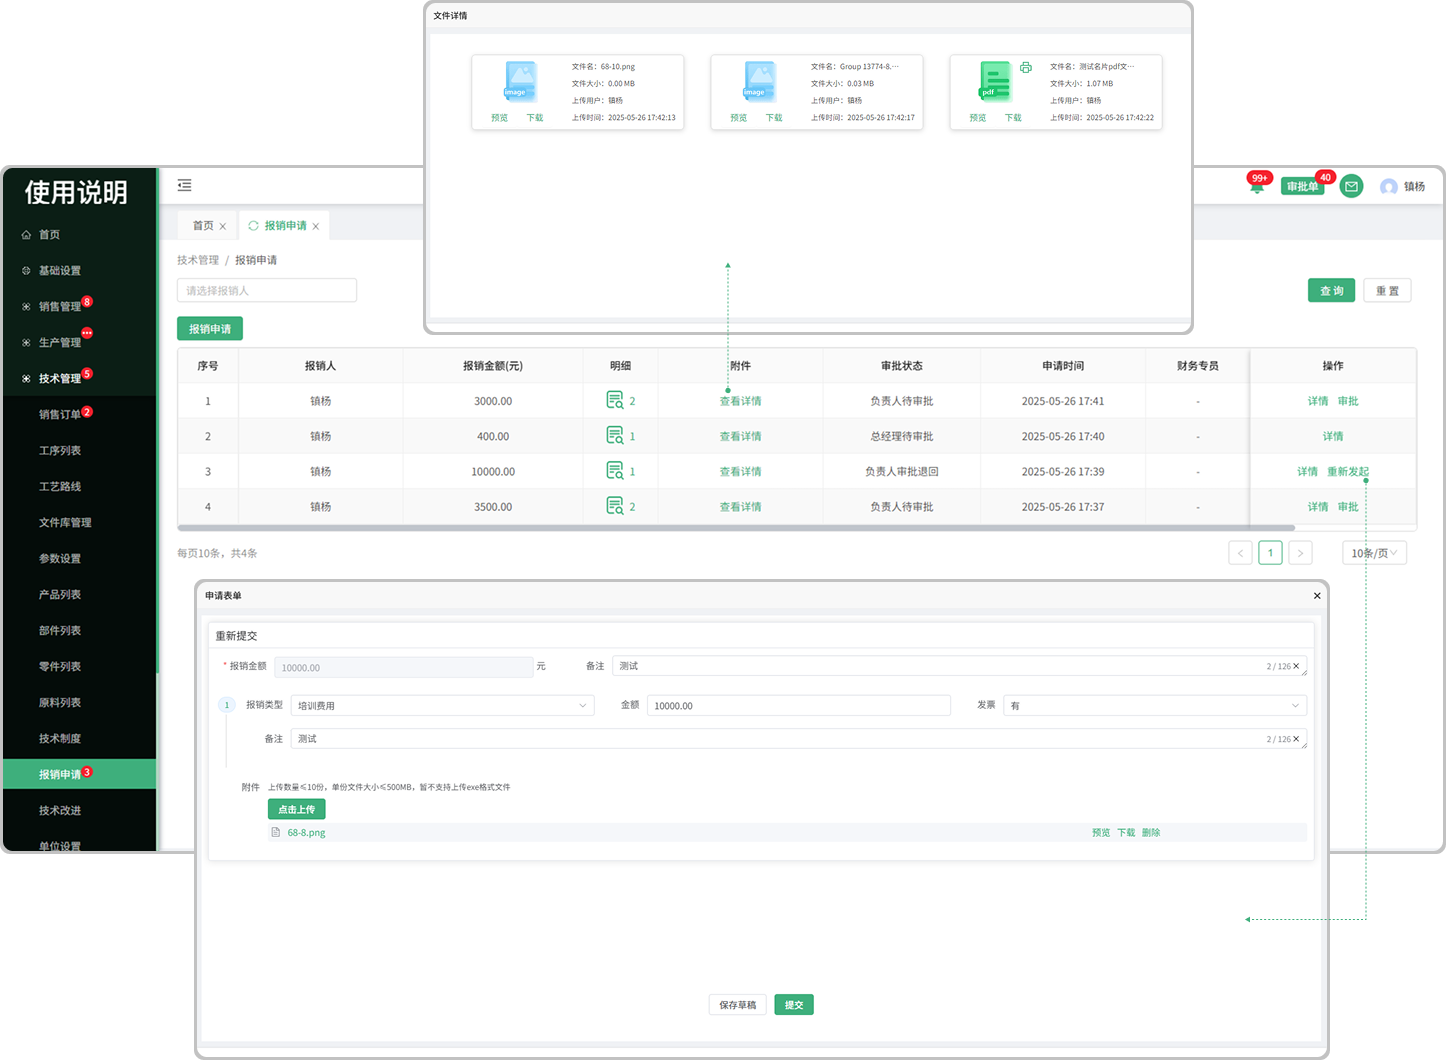 文件详情
文件名：68-10.png
文件大小：0.00 MB
上传用户：镇杨
上传时间：2025-05-26 17:42:13
image
预览 下载
文件名：Group 13774-8.···
文件大小：0.03 MB
上传用户：镇杨
上传时间：2025-05-26 17:42:17
image
预览 下载
文件名：测试名片pdf文···
文件大小：1.07 MB
上传用户：镇杨
上传时间：2025-05-26 17:42:22
pdf
预览 下载
使用说明
首页
基础设置
销售管理 8
生产管理 •••
技术管理 5
销售订单 2
工序列表
工艺路线
文件库管理
参数设置
产品列表
部件列表
零件列表
原料列表
技术制度
报销申请 3
技术改进
单位设置
99+ 审批单 40 镇杨
首页 × 报销申请 ×
技术管理 / 报销申请
请选择报销人
查 询 重 置
报销申请
序号 报销人 报销金额(元) 明细 附件 审批状态 申请时间 财务专员 操作
1 镇杨 3000.00 2 查看详情 负责人待审批 2025-05-26 17:41 - 详情 审批
2 镇杨 400.00 1 查看详情 总经理待审批 2025-05-26 17:40 - 详情
3 镇杨 10000.00 1 查看详情 负责人审批退回 2025-05-26 17:39 - 详情 重新发起
4 镇杨 3500.00 2 查看详情 负责人待审批 2025-05-26 17:37 - 详情 审批
每页10条，共4条
< 1 > 10条/页
申请表单 ×
重新提交
* 报销金额 10000.00 元 备注 测试 2 / 126 ×
1 报销类型 培训费用 金额 10000.00 发票 有
备注 测试 2 / 126 ×
附件 上传数量≤10份，单份文件大小≤500MB，暂不支持上传exe格式文件
点击上传
68-8.png 预览 下载 删除
保存草稿 提交